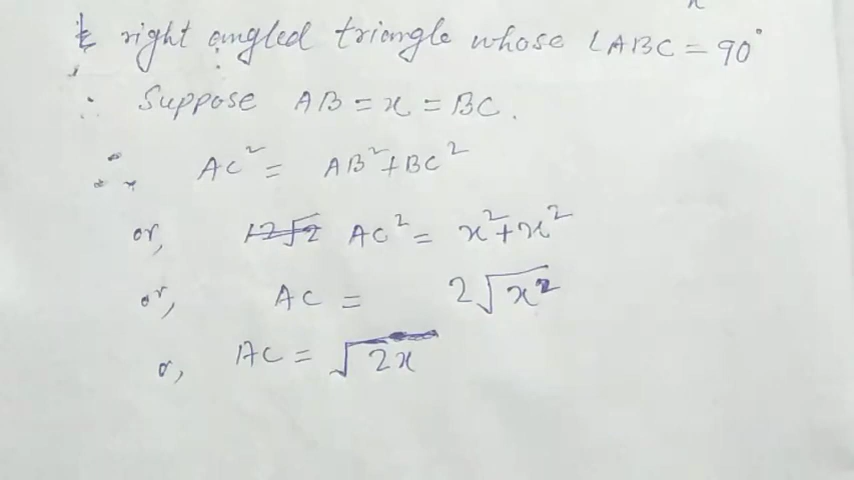 right angled triangle whose ∠ABC = 90°
∴ Suppose AB = x = BC.
∴ AC² = AB² + BC²
or, AC² = x² + x²
or, AC = 2√x²
or, AC = √2x